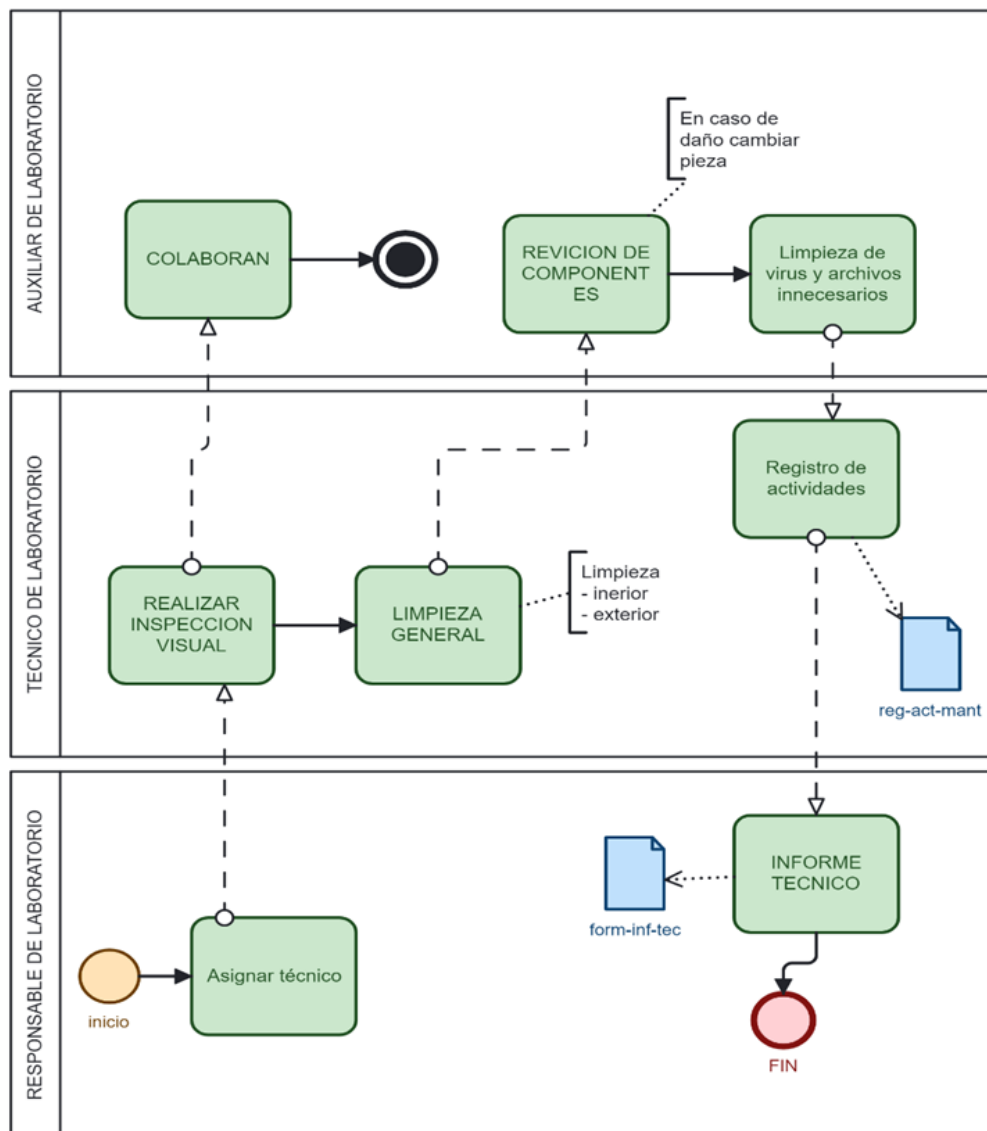 AUXILIAR DE LABORATORIO
En caso de
daño cambiar
pieza
COLABORAN
REVICION DE
COMPONENT
ES
Limpieza de
virus y archivos
innecesarios
TECNICO DE LABORATORIO
Registro de
actividades
REALIZAR
INSPECCION
VISUAL
LIMPIEZA
GENERAL
Limpieza
- inerior
- exterior
reg-act-mant
RESPONSABLE DE LABORATORIO
INFORME
TECNICO
form-inf-tec
Asignar técnico
inicio
FIN